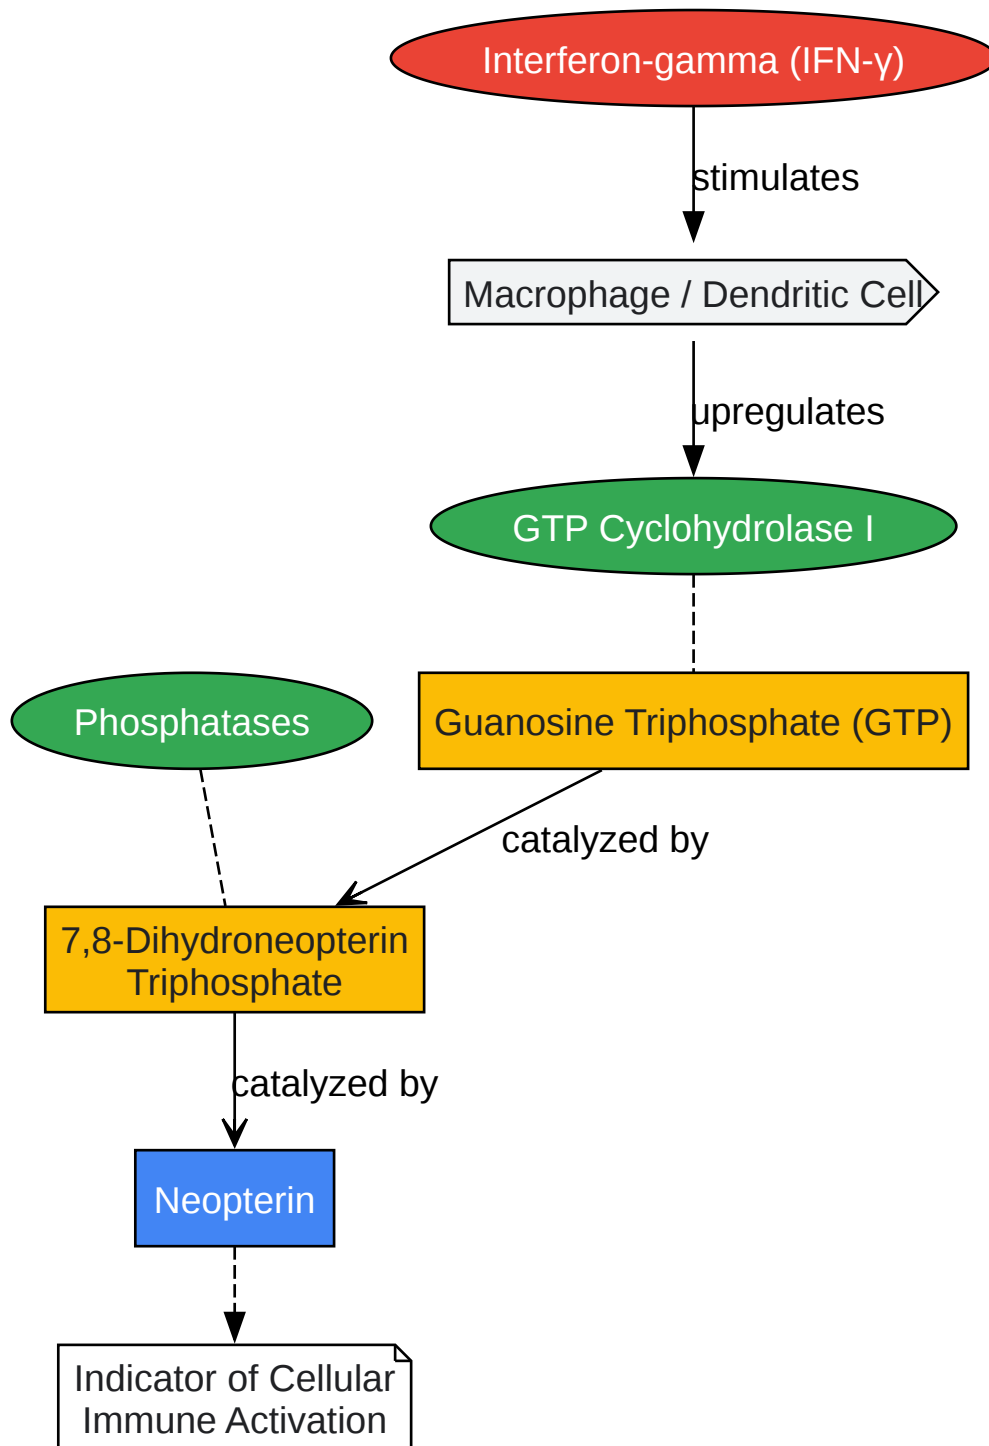 Interferon-gamma (IFN-γ)
stimulates
Macrophage / Dendritic Cell
upregulates
GTP Cyclohydrolase I
Phosphatases
Guanosine Triphosphate (GTP)
catalyzed by
7,8-Dihydroneopterin
Triphosphate
catalyzed by
Neopterin
Indicator of Cellular
Immune Activation